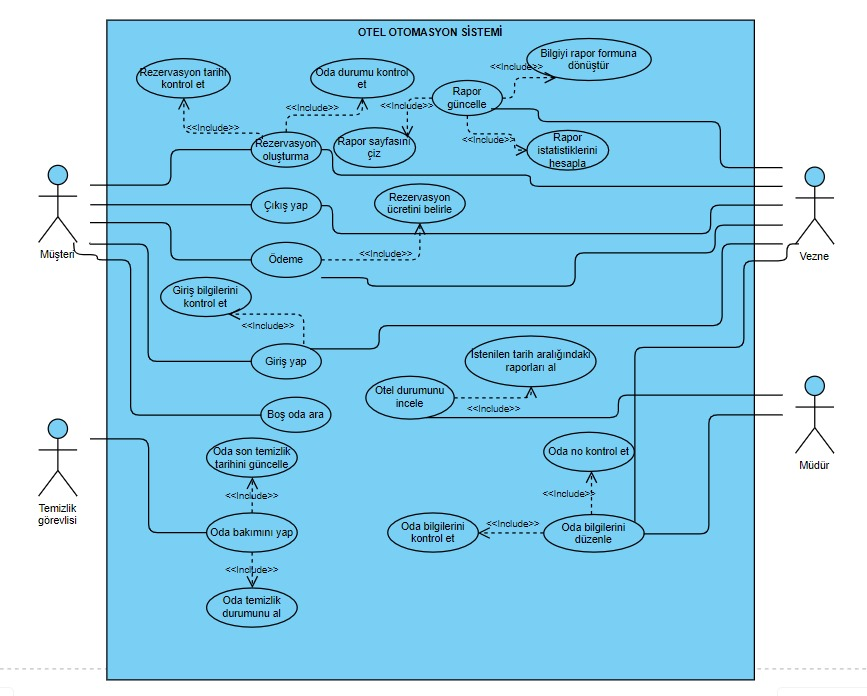 OTEL OTOMASYON SİSTEMİ
Rezervasyon tarihi
kontrol et
Oda durumu kontrol
et
Bilgiyi rapor formuna
dönüştür
<<Include>>
Rapor
güncelle
<<Include>>
<<Include>>
<<Include>>
<<Include>>
Rezervasyon
oluşturma
Rapor sayfasını
çiz
Rapor
istatistiklerini
hesapla
Müşteri
Vezne
Çıkış yap
Rezervasyon
ücretini belirle
Ödeme
<<Include>>
Giriş bilgilerini
kontrol et
<<Include>>
Giriş yap
İstenilen tarih aralığındaki
raporları al
Otel durumunu
incele
<<Include>>
Boş oda ara
Müdür
Temizlik
görevlisi
Oda son temizlik
tarihini güncelle
Oda no kontrol et
<<Include>>
<<Include>>
Oda bakımını yap
Oda bilgilerini
kontrol et
<<Include>>
Oda bilgilerini
düzenle
<<Include>>
Oda temizlik
durumunu al